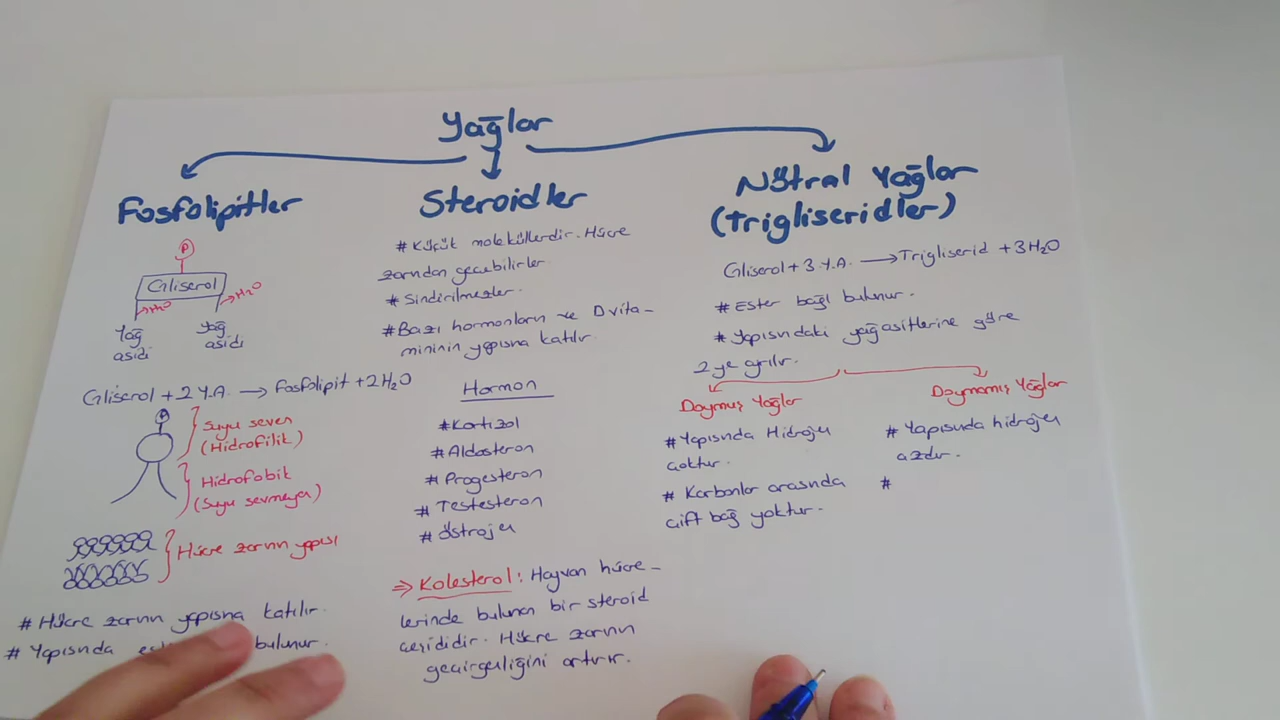 Yağlar
Fosfolipitler
P
Gliserol
H₂O
H₂O
Yağ
asidi
yağ
asidi
Gliserol + 2 Y.A. → Fosfolipit + 2H₂O
P
Suyu seven
(Hidrofilik)
Hidrofobik
(Suyu sevmeyen)
Hücre zarının yapısı
# Hücre zarının yapısına katılır.
# Yapısında
bulunur.
Steroidler
# Küçük moleküllerdir. Hücre
zarından geçebilirler.
# Sindirilmezler.
# Bazı hormonların ve D vita-
mininin yapısına katılır.
Hormon
# Kortizol
# Aldosteron
# Progesteron
# Testesteron
# Östrojen
⇒ Kolesterol: Hayvan hücre-
lerinde bulunan bir steroid
çeşididir. Hücre zarının
geçirgenliğini artırır.
Nötral Yağlar
(Trigliseridler)
Gliserol + 3 Y.A. → Trigliserid + 3H₂O
# Ester bağı bulunur.
# Yapısındaki yağ asitlerine göre
2 ye ayrılır.
Doymuş Yağlar
# Yapısında Hidrojen
çoktur.
# Karbonlar arasında
çift bağ yoktur.
Doymamış Yağlar
# Yapısında hidrojen
azdır.
#